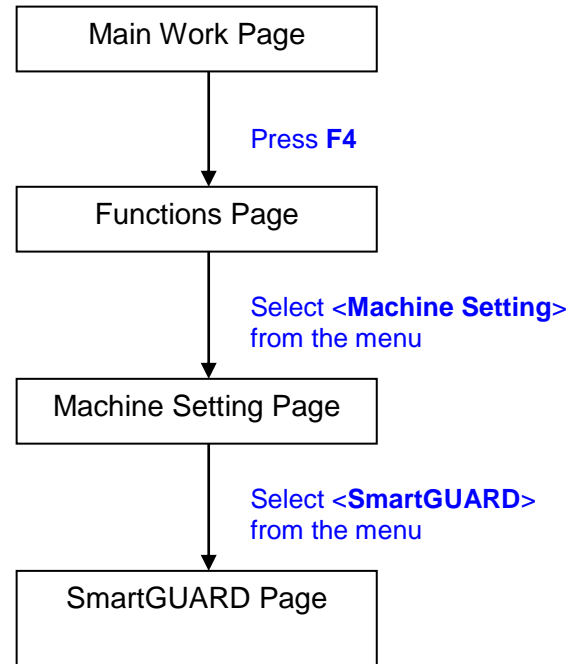 Main Work Page
Press F4
Functions Page
Select <Machine Setting>
from the menu
Machine Setting Page
Select <SmartGUARD>
from the menu
SmartGUARD Page